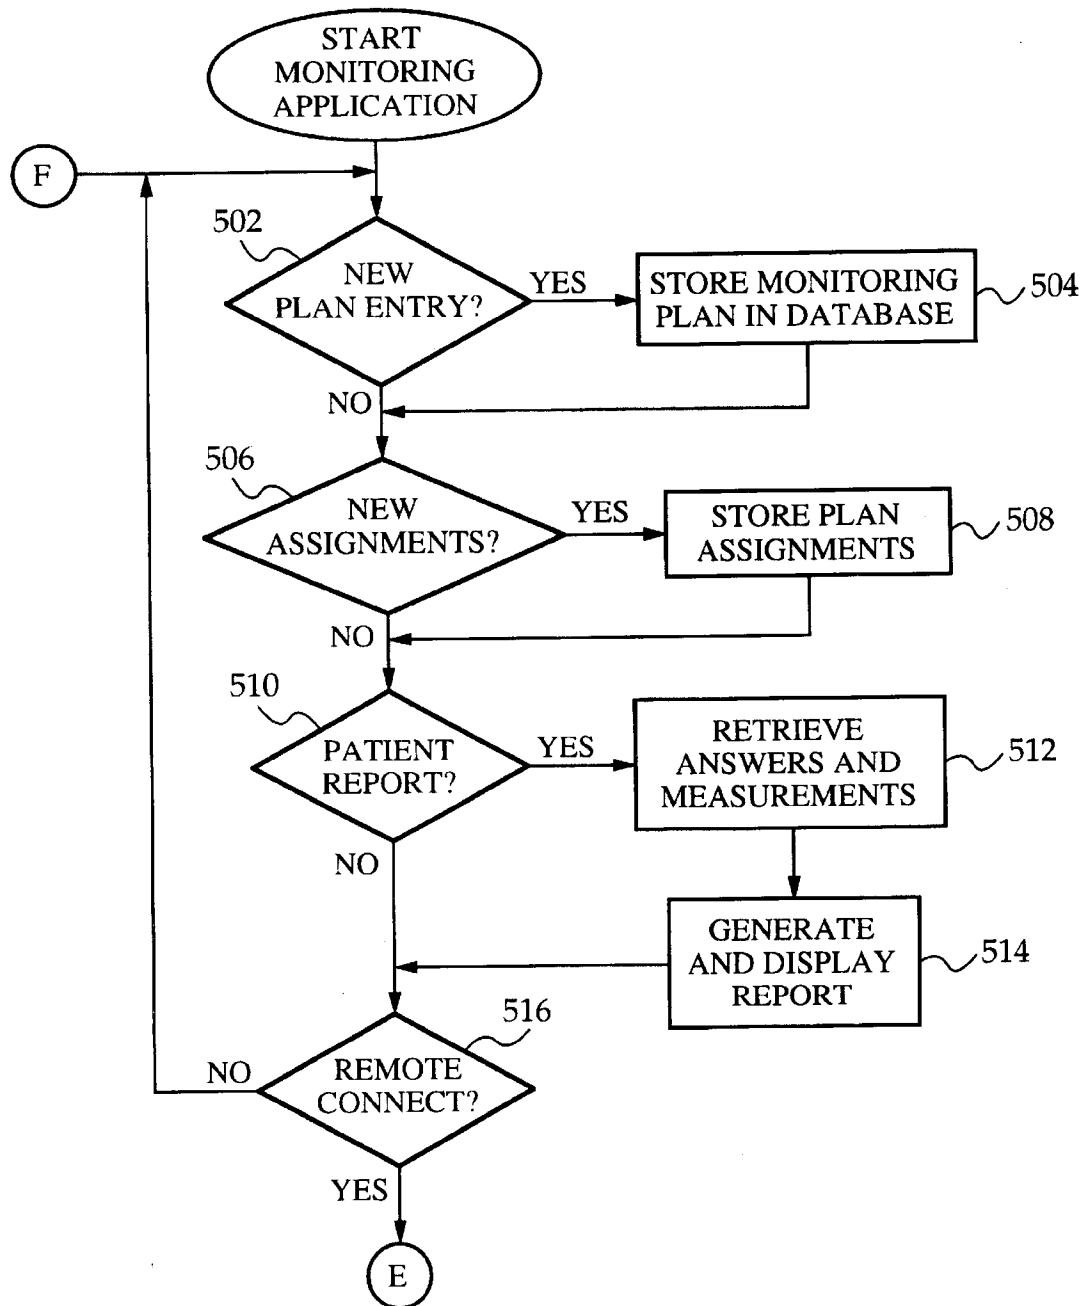 START
MONITORING
APPLICATION
F
502
NEW
PLAN ENTRY?
YES
STORE MONITORING
PLAN IN DATABASE
504
NO
506
NEW
ASSIGNMENTS?
YES
STORE PLAN
ASSIGNMENTS
508
NO
510
PATIENT
REPORT?
YES
RETRIEVE
ANSWERS AND
MEASUREMENTS
512
NO
GENERATE
AND DISPLAY
REPORT
514
516
REMOTE
CONNECT?
NO
YES
E